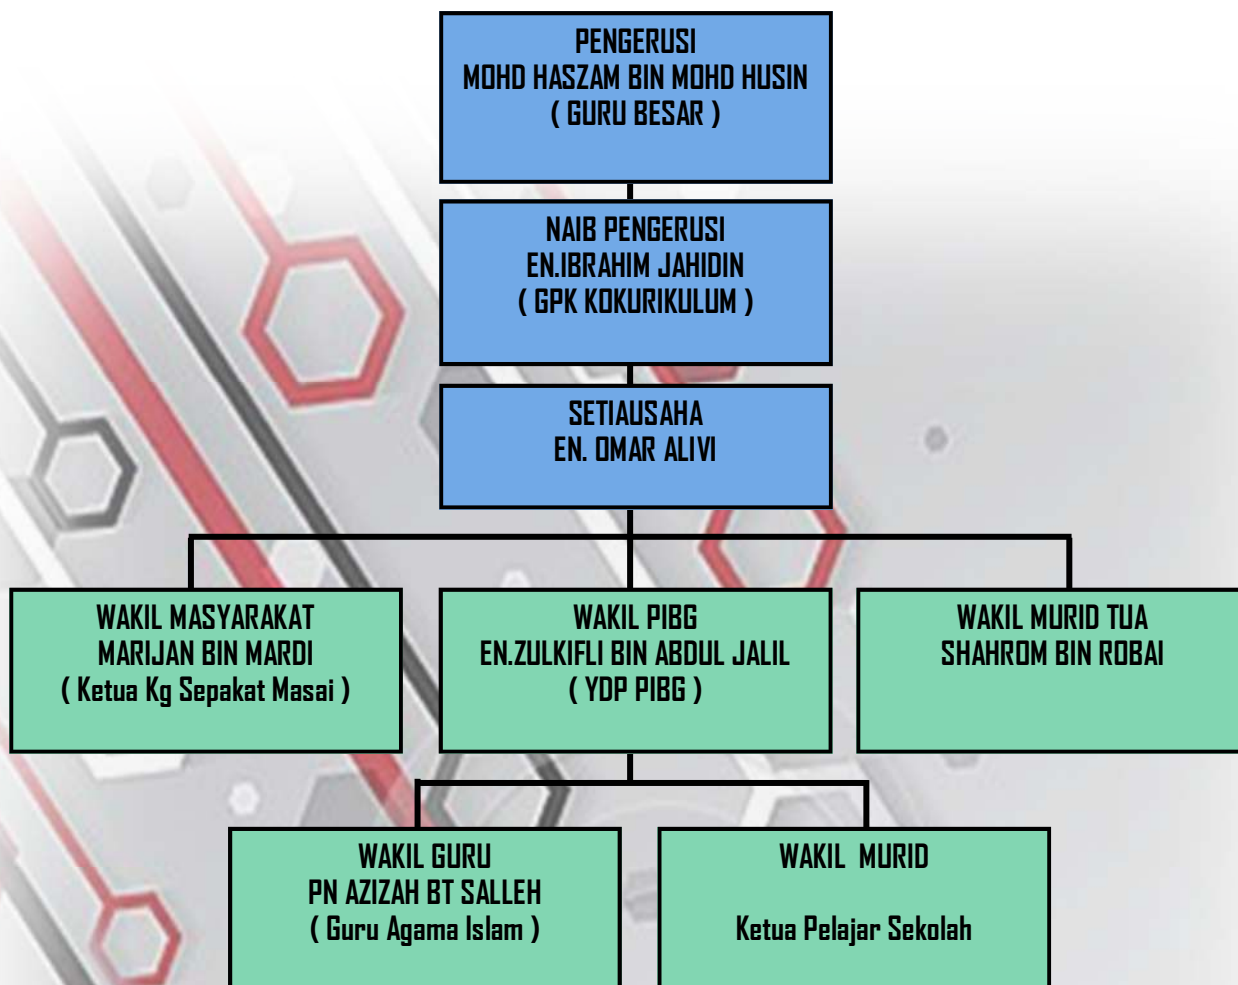 PENGERUSI
MOHD HASZAM BIN MOHD HUSIN
( GURU BESAR )
NAIB PENGERUSI
EN.IBRAHIM JAHIDIN
( GPK KOKURIKULUM )
SETIAUSAHA
EN. OMAR ALIVI
WAKIL MASYARAKAT
MARIJAN BIN MARDI
( Ketua Kg Sepakat Masai )
WAKIL PIBG
EN.ZULKIFLI BIN ABDUL JALIL
( YDP PIBG )
WAKIL MURID TUA
SHAHROM BIN ROBAI
WAKIL GURU
PN AZIZAH BT SALLEH
( Guru Agama Islam )
WAKIL  MURID
Ketua Pelajar Sekolah